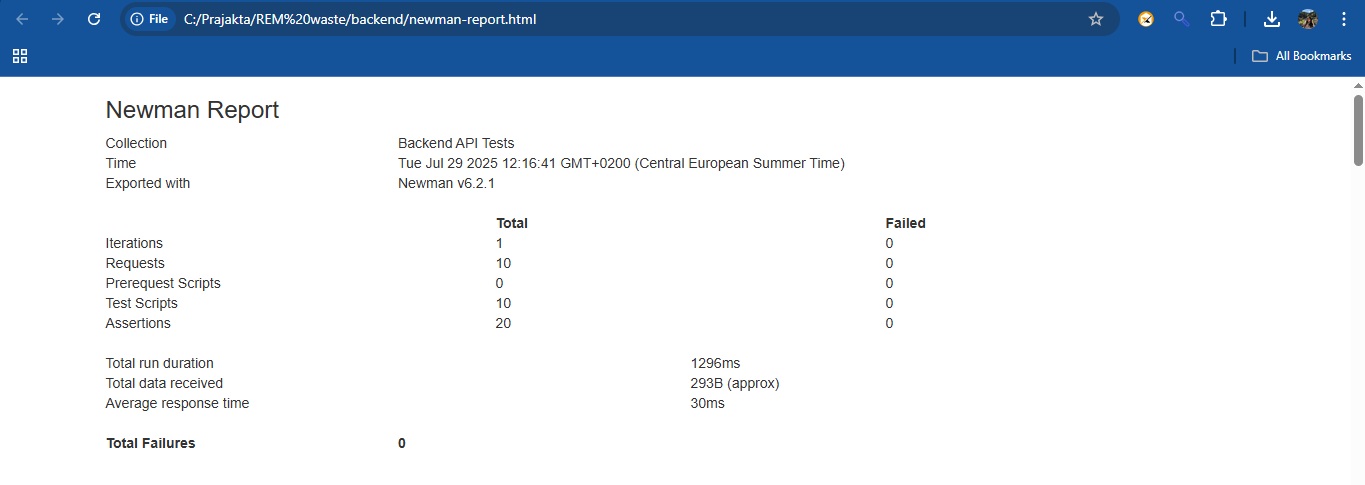 File C:/Prajakta/REM%20waste/backend/newman-report.html
All Bookmarks
Newman Report
Collection Backend API Tests
Time Tue Jul 29 2025 12:16:41 GMT+0200 (Central European Summer Time)
Exported with Newman v6.2.1
Total Failed
Iterations 1 0
Requests 10 0
Prerequest Scripts 0 0
Test Scripts 10 0
Assertions 20 0
Total run duration 1296ms
Total data received 293B (approx)
Average response time 30ms
Total Failures 0